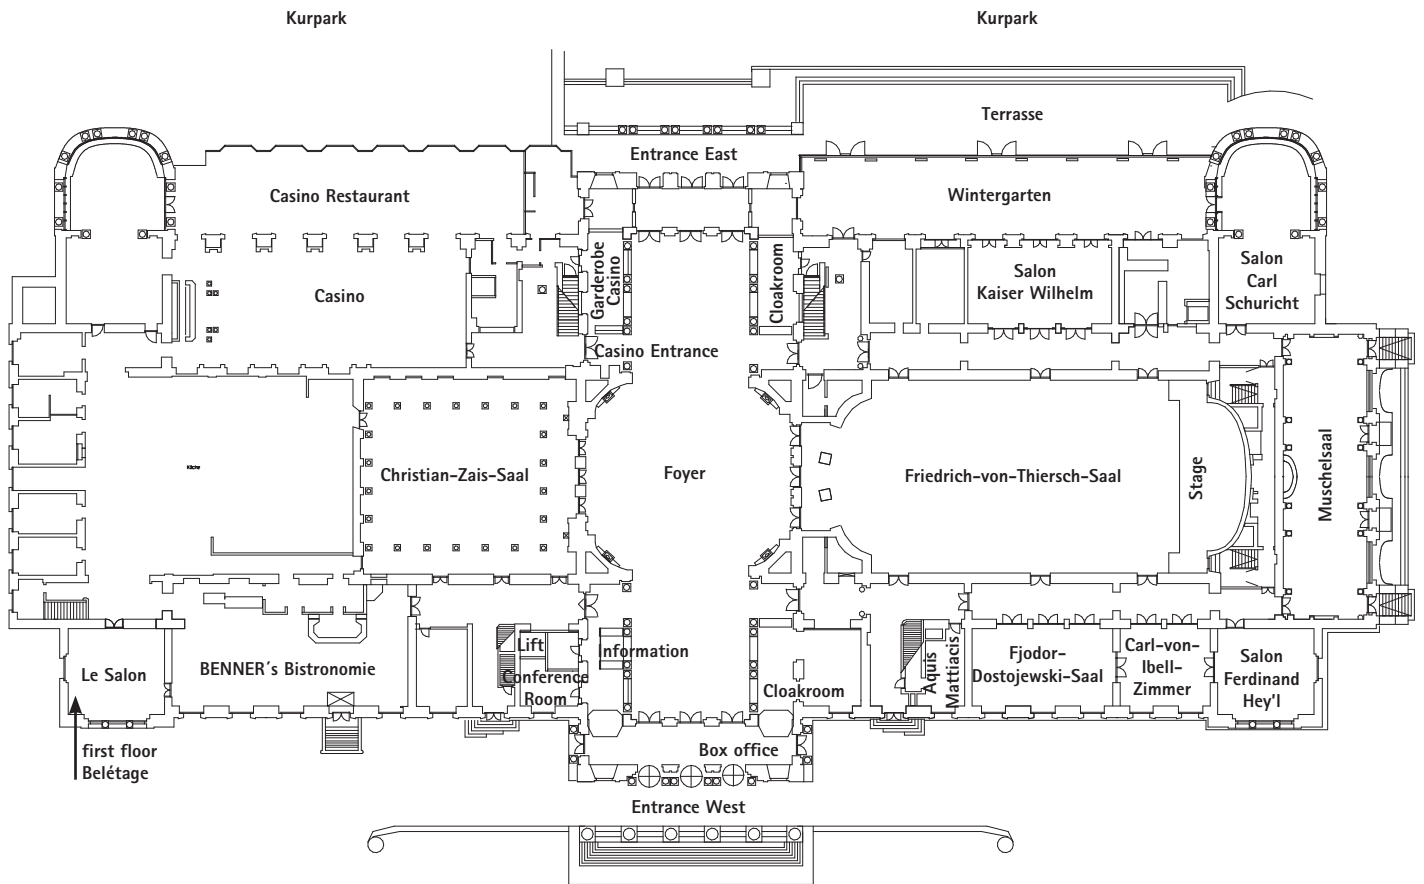 Kurpark
Kurpark
Terrasse
Entrance East
Casino Restaurant
Wintergarten
Garderobe
Casino
Cloakroom
Salon
Kaiser Wilhelm
Salon
Carl
Schuricht
Casino
Casino Entrance
Küche
Christian-Zais-Saal
Foyer
Friedrich-von-Thiersch-Saal
Stage
Muschelsaal
Le Salon
BENNER´s Bistronomie
Lift
Conference
Room
Information
Cloakroom
Aquis
Mattiacis
Fjodor-
Dostojewski-Saal
Carl-von-
Ibell-
Zimmer
Salon
Ferdinand
Hey'l
first floor
Belétage
Box office
Entrance West